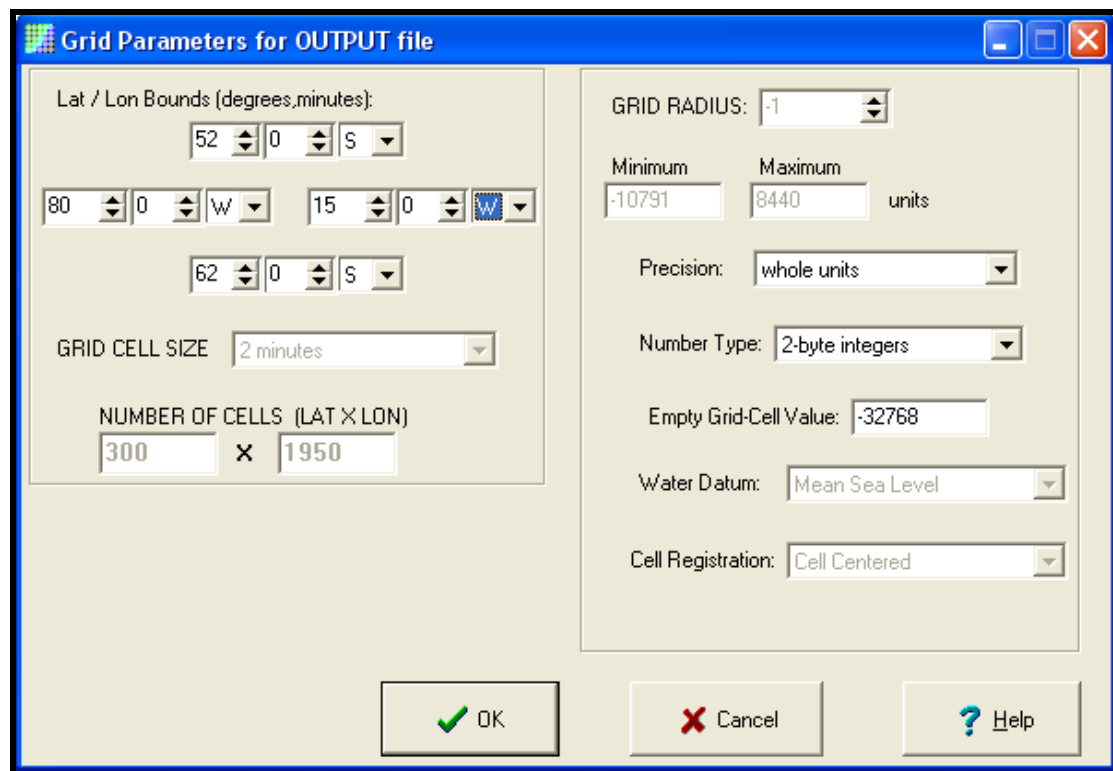 Grid Parameters for OUTPUT file
Lat / Lon Bounds (degrees,minutes):
52 0 S
80 0 W 15 0 W
62 0 S
GRID CELL SIZE 2 minutes
NUMBER OF CELLS (LAT X LON)
300 X 1950
GRID RADIUS: -1
Minimum Maximum
-10791 8440 units
Precision: whole units
Number Type: 2-byte integers
Empty Grid-Cell Value: -32768
Water Datum: Mean Sea Level
Cell Registration: Cell Centered
OK
Cancel
Help